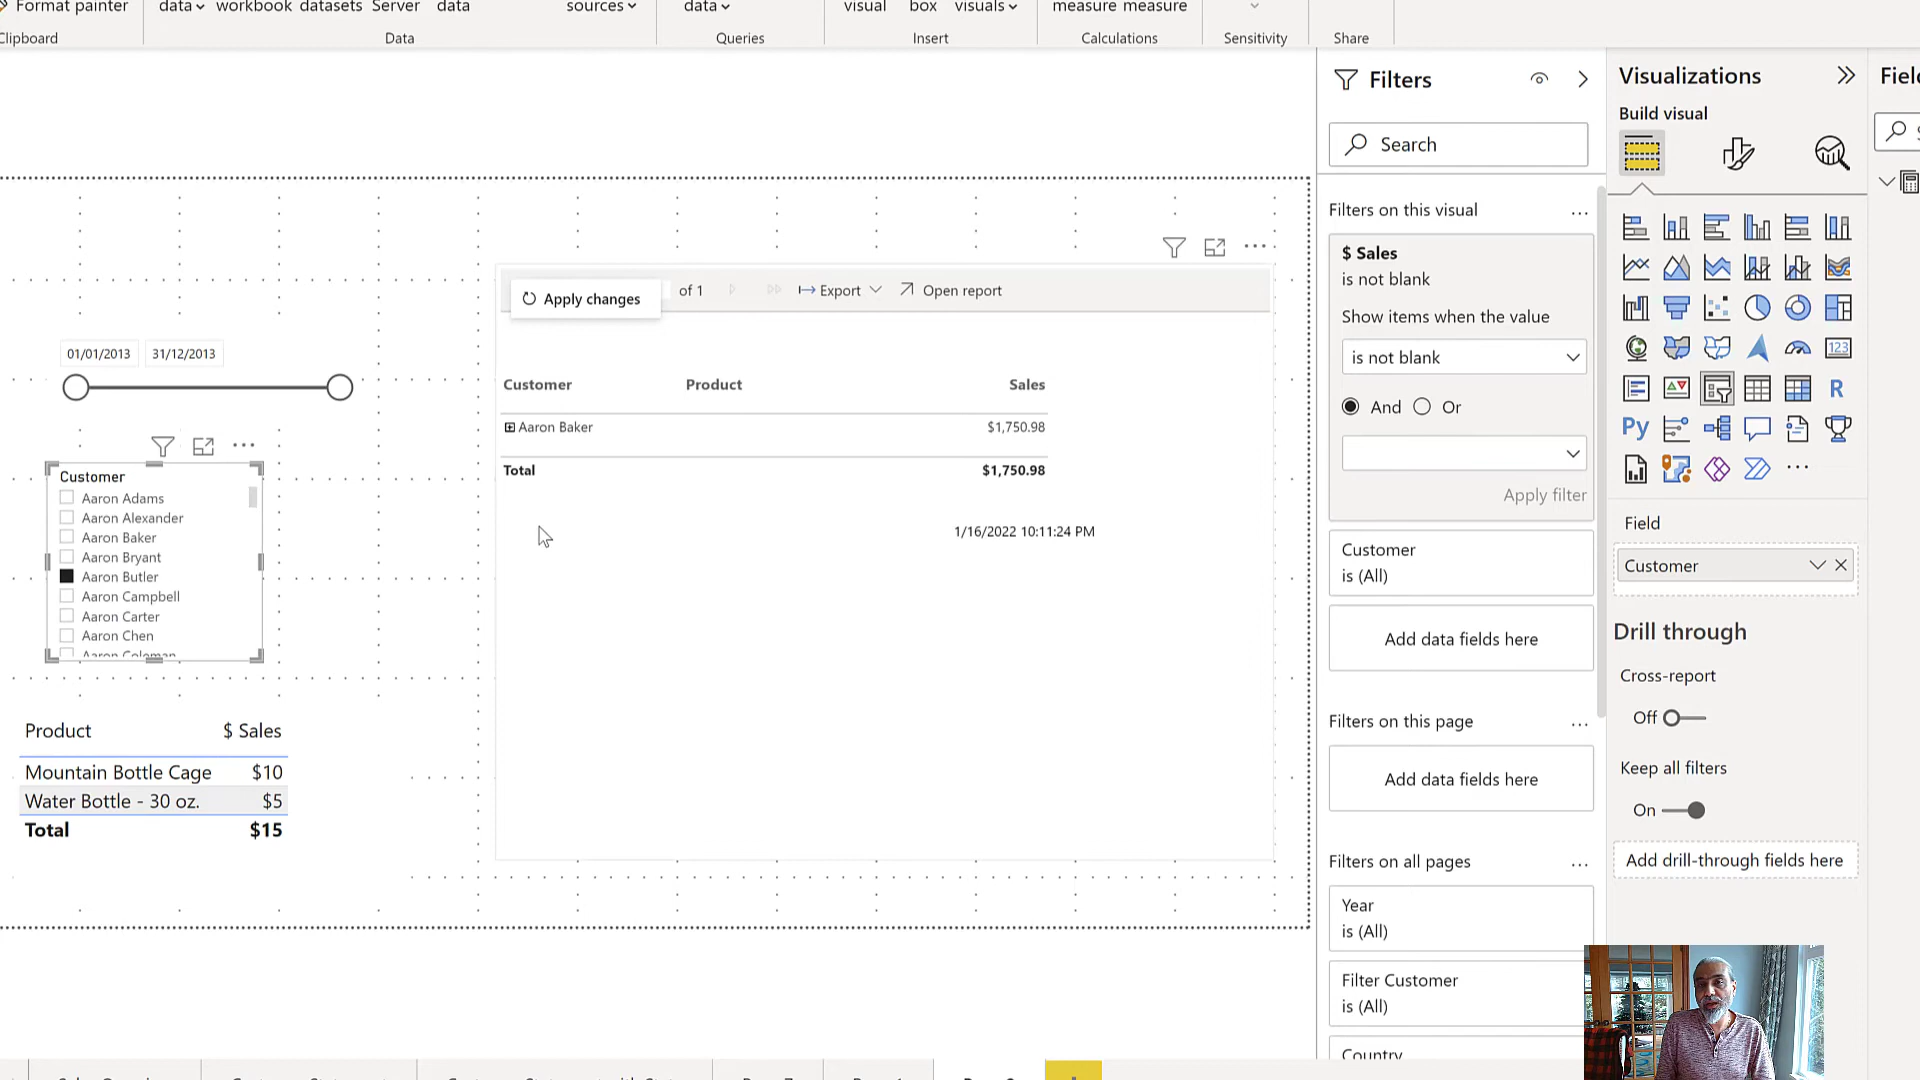 Format painter
data
workbook datasets Server data
sources
data
visual box visuals
measure measure
Clipboard
Data
Queries
Insert
Calculations
Sensitivity
Share
01/01/2013 31/12/2013
Customer
Aaron Adams
Aaron Alexander
Aaron Baker
Aaron Bryant
Aaron Butler
Aaron Campbell
Aaron Carter
Aaron Chen
Aaron Coleman
Product $ Sales
Mountain Bottle Cage $10
Water Bottle - 30 oz. $5
Total $15
Apply changes of 1 Export Open report
Customer Product Sales
Aaron Baker $1,750.98
Total $1,750.98
1/16/2022 10:11:24 PM
Filters
Search
Filters on this visual
$ Sales
is not blank
Show items when the value
is not blank
And Or
Apply filter
Customer
is (All)
Add data fields here
Filters on this page
Add data fields here
Filters on all pages
Year
is (All)
Filter Customer
is (All)
Country
Visualizations
Build visual
123
R
Py
Field
Customer
Drill through
Cross-report
Off
Keep all filters
On
Add drill-through fields here